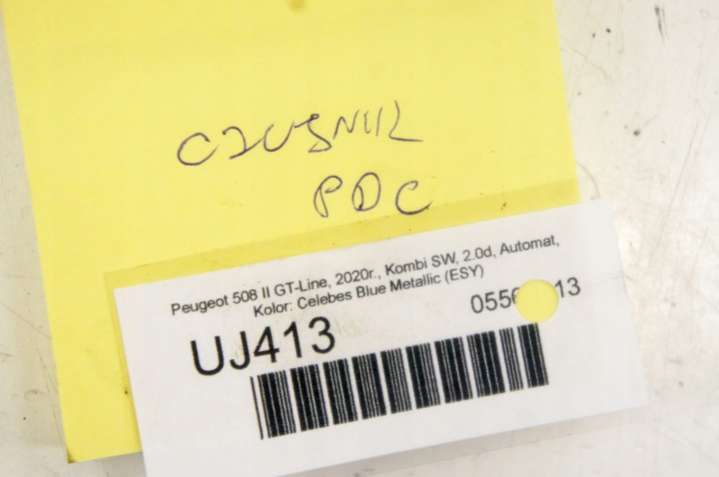 CZUJNIK
PDC
Peugeot 508 II GT-Line, 2020r., Kombi SW, 2.0d, Automat,
Kolor: Celebes Blue Metallic (ESY)
UJ413